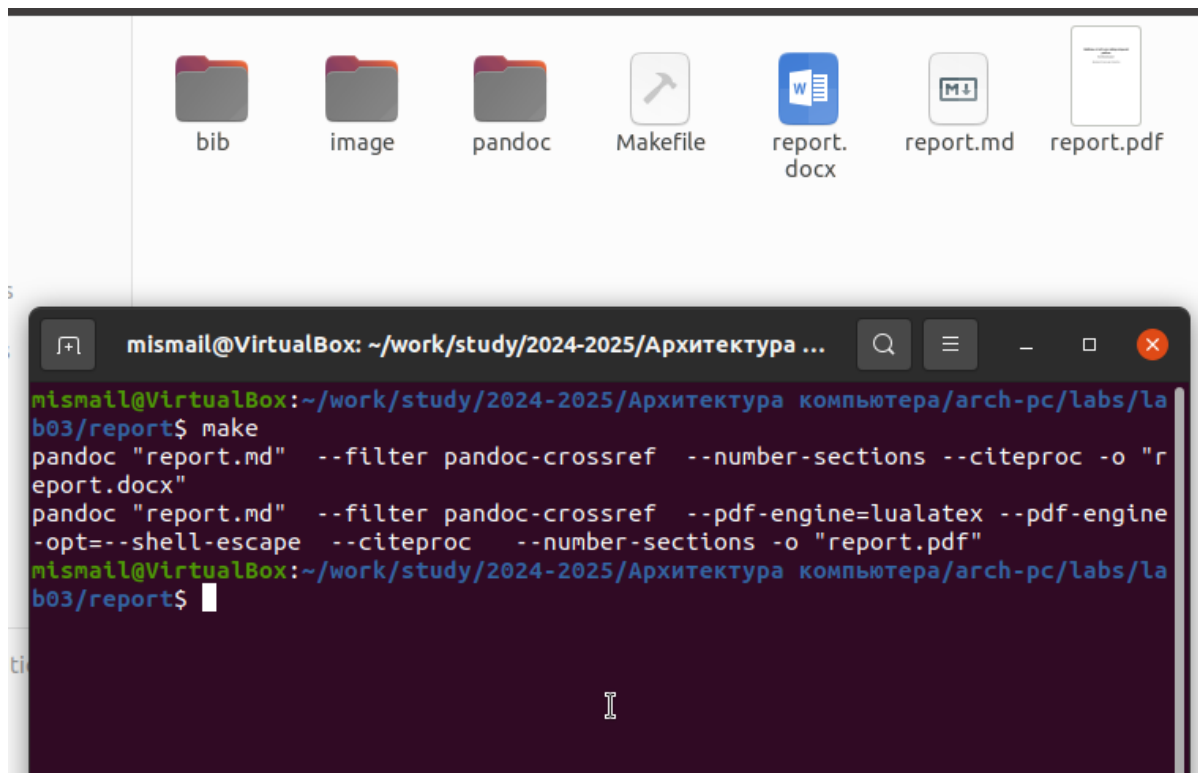 bib
image
pandoc
Makefile
report.
docx
report.md
report.pdf
W
M
s
mismail@VirtualBox: ~/work/study/2024-2025/Архитектура ...
mismail@VirtualBox:~/work/study/2024-2025/Архитектура компьютера/arch-pc/labs/la
b03/report$ make
pandoc "report.md"  --filter pandoc-crossref  --number-sections --citeproc -o "r
eport.docx"
pandoc "report.md"  --filter pandoc-crossref  --pdf-engine=lualatex --pdf-engine
-opt=--shell-escape  --citeproc   --number-sections -o "report.pdf"
mismail@VirtualBox:~/work/study/2024-2025/Архитектура компьютера/arch-pc/labs/la
b03/report$